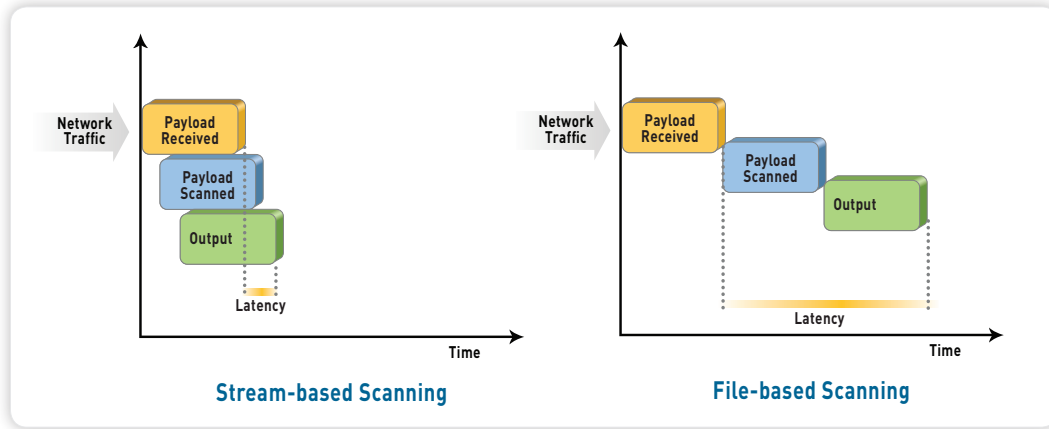 Network
Traffic
Payload
Received
Payload
Scanned
Output
Latency
Time
Stream-based Scanning
Network
Traffic
Payload
Received
Payload
Scanned
Output
Latency
Time
File-based Scanning